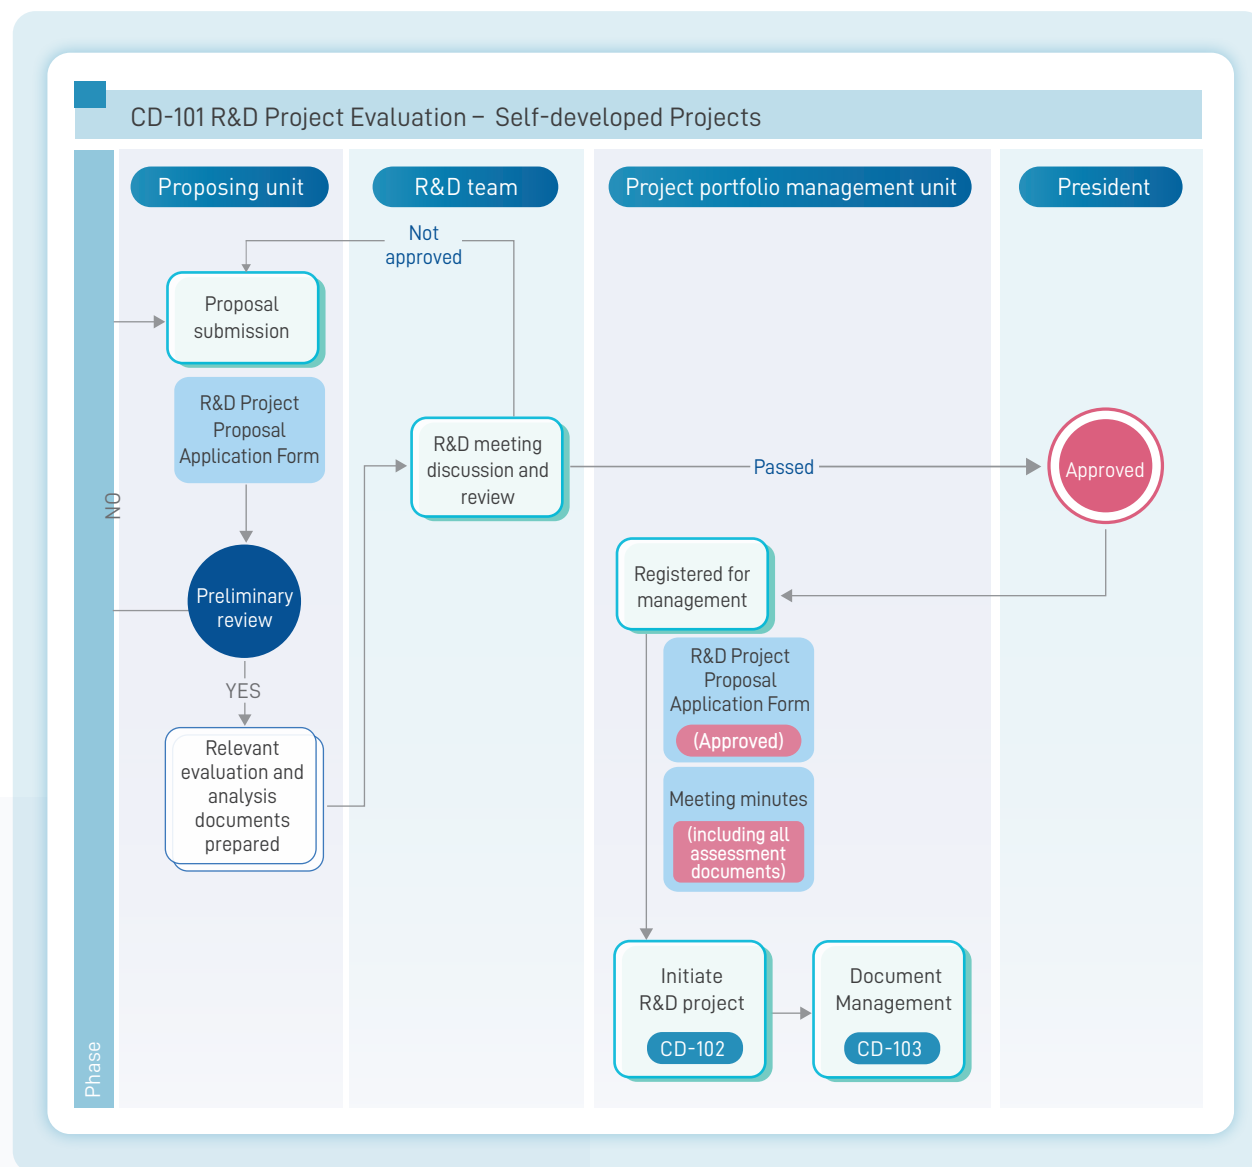 CD-101 R&D Project Evaluation – Self-developed Projects
Proposing unit
R&D team
Project portfolio management unit
President
Not
approved
Proposal
submission
R&D Project
Proposal
Application Form
NO
Preliminary
review
YES
Relevant
evaluation and
analysis
documents
prepared
R&D meeting
discussion and
review
Passed
Approved
Registered for
management
R&D Project
Proposal
Application Form
(Approved)
Meeting minutes
(including all
assessment
documents)
Initiate
R&D project
CD-102
Document
Management
CD-103
Phase